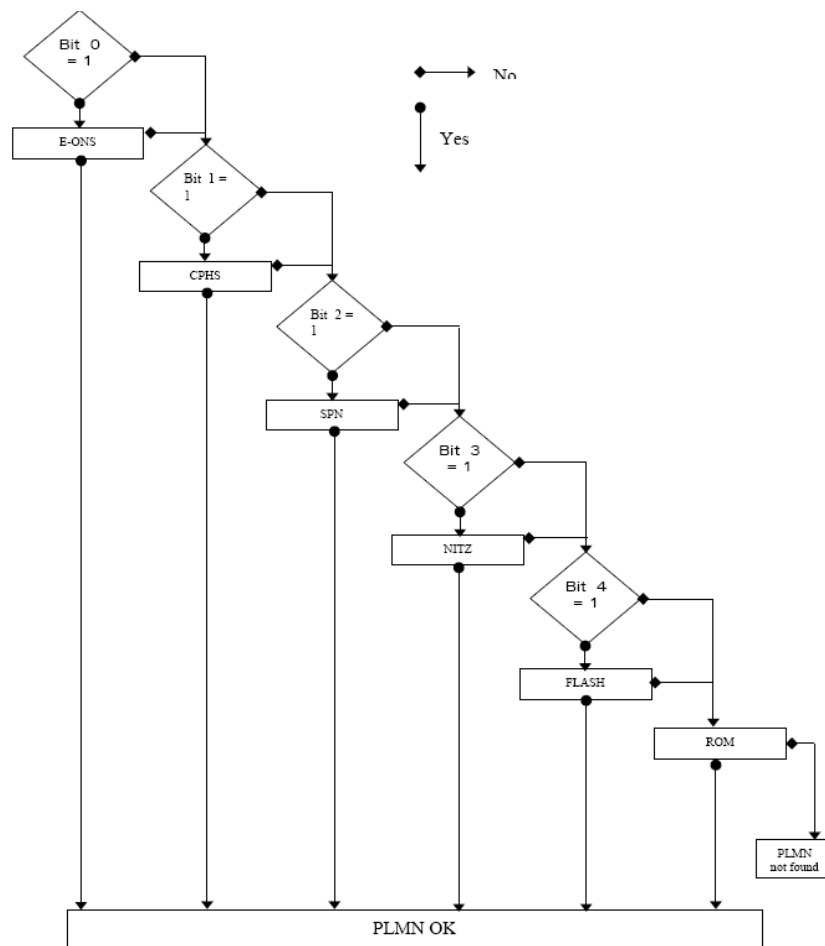 Bit 0
= 1
No
Yes
E-ONS
Bit 1 =
1
CPHS
Bit 2 =
1
SPN
Bit 3
= 1
NITZ
Bit 4
= 1
FLASH
ROM
PLMN
not found
PLMN OK